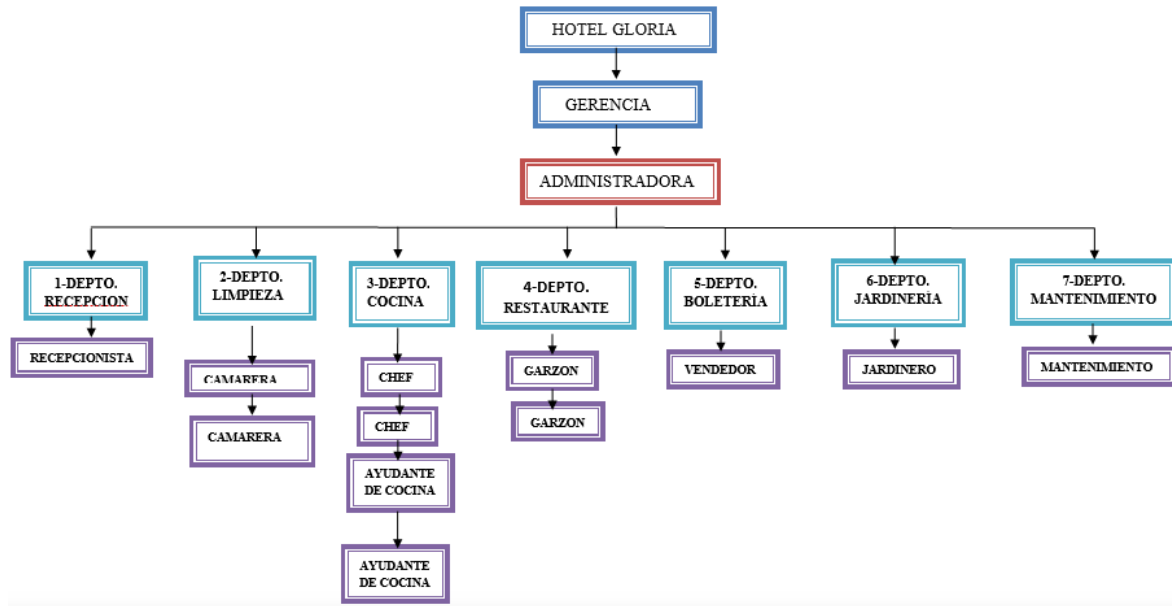 HOTEL GLORIA
GERENCIA
ADMINISTRADORA
1-DEPTO.
RECEPCION
2-DEPTO.
LIMPIEZA
3-DEPTO.
COCINA
4-DEPTO.
RESTAURANTE
5-DEPTO.
BOLETERÌA
6-DEPTO.
JARDINERÍA
7-DEPTO.
MANTENIMIENTO
RECEPCIONISTA
CAMARERA
CAMARERA
CHEF
CHEF
AYUDANTE
DE COCINA
AYUDANTE
DE COCINA
GARZON
GARZON
VENDEDOR
JARDINERO
MANTENIMIENTO